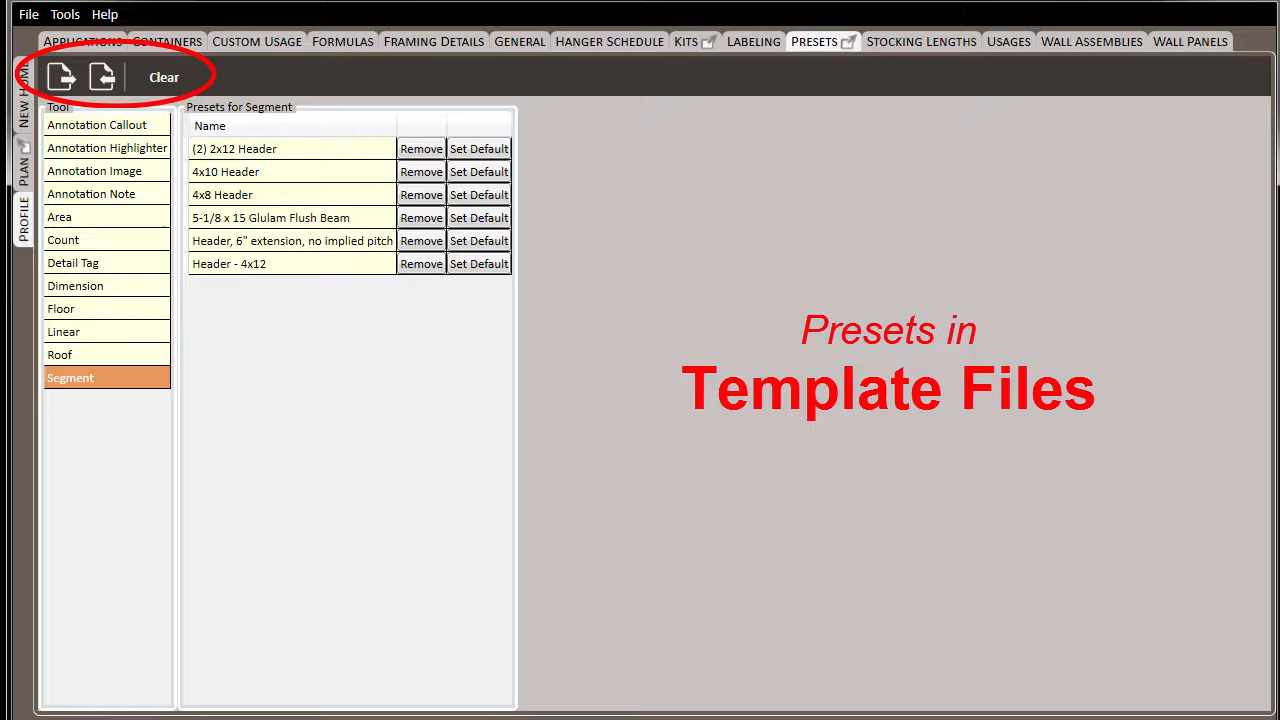 File Tools Help
APPLICATIONS CONTAINERS CUSTOM USAGE FORMULAS FRAMING DETAILS GENERAL HANGER SCHEDULE KITS LABELING PRESETS STOCKING LENGTHS USAGES WALL ASSEMBLIES WALL PANELS
NEW HOME
PLAN
PROFILE
Clear
Tool
Annotation Callout
Annotation Highlighter
Annotation Image
Annotation Note
Area
Count
Detail Tag
Dimension
Floor
Linear
Roof
Segment
Presets for Segment
Name
(2) 2x12 Header Remove Set Default
4x10 Header Remove Set Default
4x8 Header Remove Set Default
5-1/8 x 15 Glulam Flush Beam Remove Set Default
Header, 6" extension, no implied pitch Remove Set Default
Header - 4x12 Remove Set Default
Presets in
Template Files